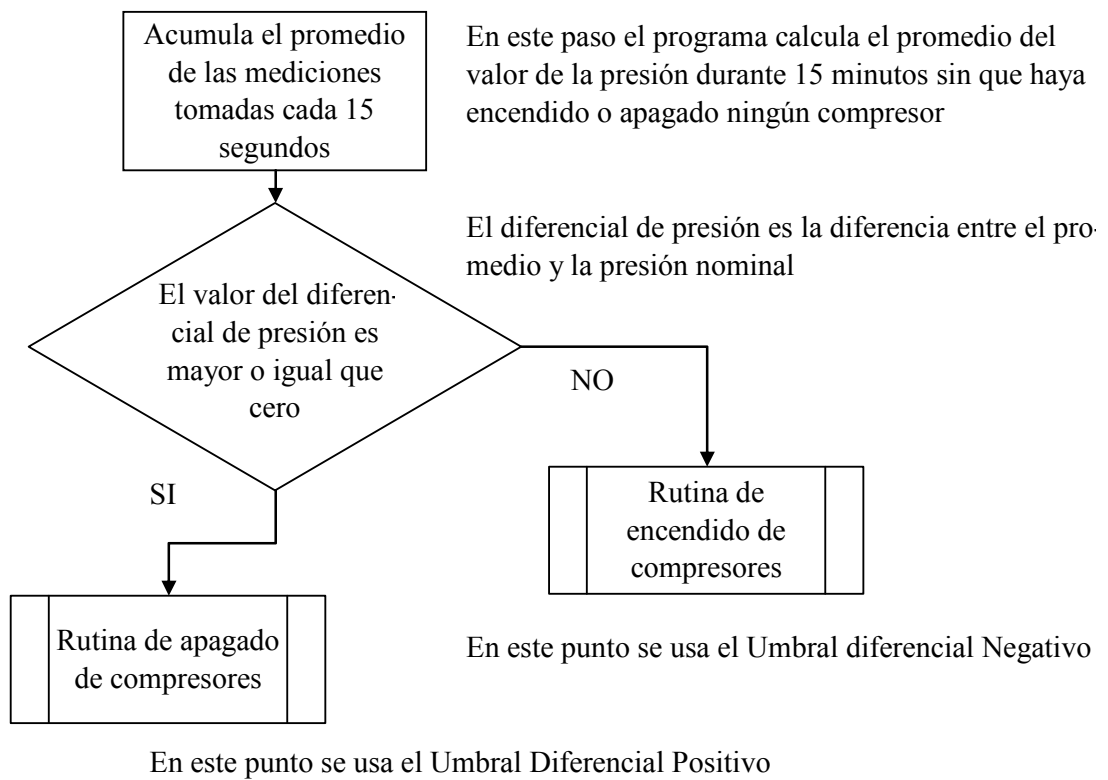 Acumula el promedio
de las mediciones
tomadas cada 15
segundos
En este paso el programa calcula el promedio del
valor de la presión durante 15 minutos sin que haya
encendido o apagado ningún compresor
El diferencial de presión es la diferencia entre el pro-
medio y la presión nominal
El valor del diferen-
cial de presión es
mayor o igual que
cero
NO
SI
Rutina de
encendido de
compresores
Rutina de apagado
de compresores
En este punto se usa el Umbral diferencial Negativo
En este punto se usa el Umbral Diferencial Positivo